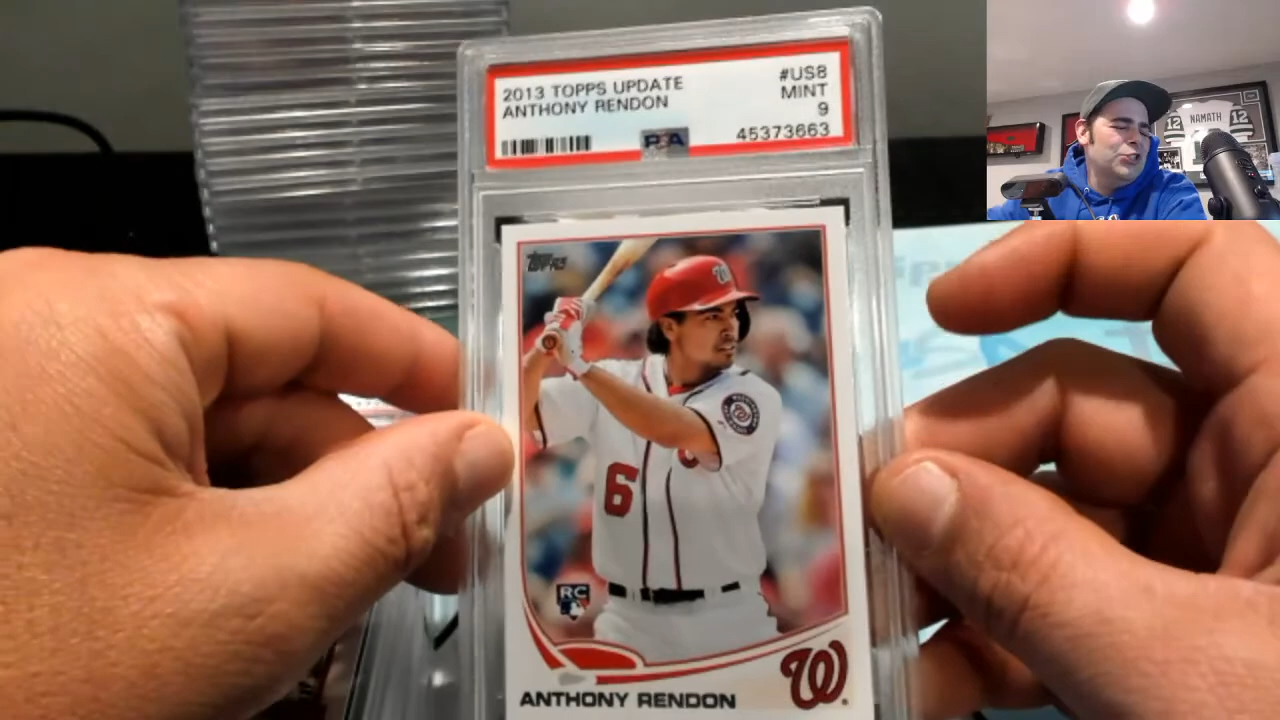 2013 TOPPS UPDATE
ANTHONY RENDON
#US8
MINT
9
PSA
45373663
Topps
W
6
RC
ANTHONY RENDON
W
12
NAMATH
12